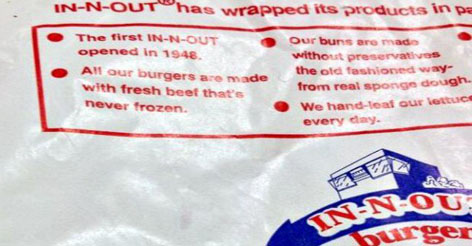 IN-N-OUT® has wrapped its products in pa
The first IN-N-OUT
opened in 1948.
All our burgers are made
with fresh beef that's
never frozen.
Our buns are made
without preservatives
the old fashioned way-
from real sponge dough.
We hand-leaf our lettuce
every day.
IN-N-OU
burger